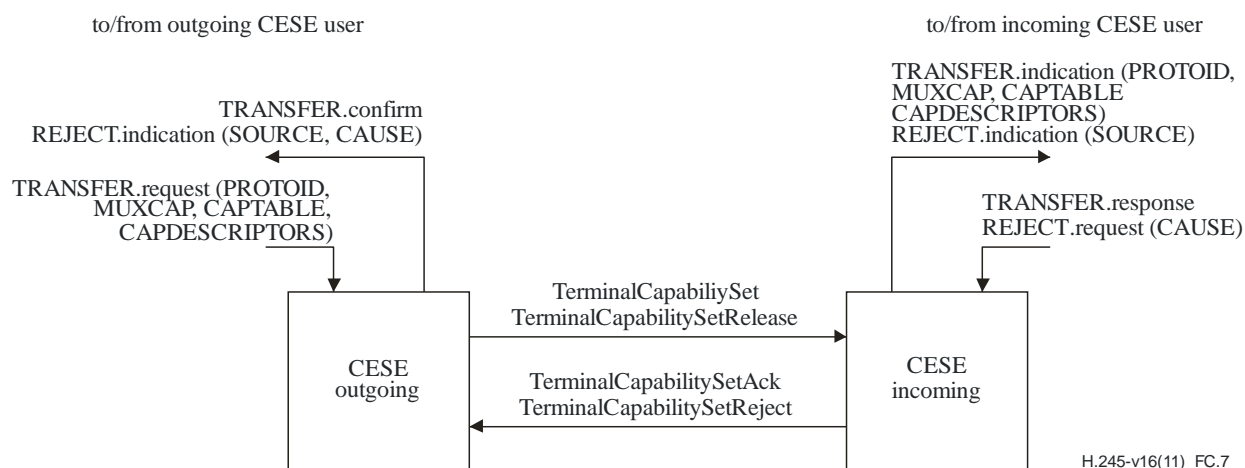 to/from outgoing CESE user
to/from incoming CESE user
TRANSFER.confirm
REJECT.indication (SOURCE, CAUSE)
TRANSFER.request (PROTOID,
MUXCAP, CAPTABLE,
CAPDESCRIPTORS)
TRANSFER.indication (PROTOID,
MUXCAP, CAPTABLE
CAPDESCRIPTORS)
REJECT.indication (SOURCE)
TRANSFER.response
REJECT.request (CAUSE)
TerminalCapabiliySet
TerminalCapabilitySetRelease
CESE
outgoing
TerminalCapabilitySetAck
TerminalCapabilitySetReject
CESE
incoming
H.245-v16(11)_FC.7